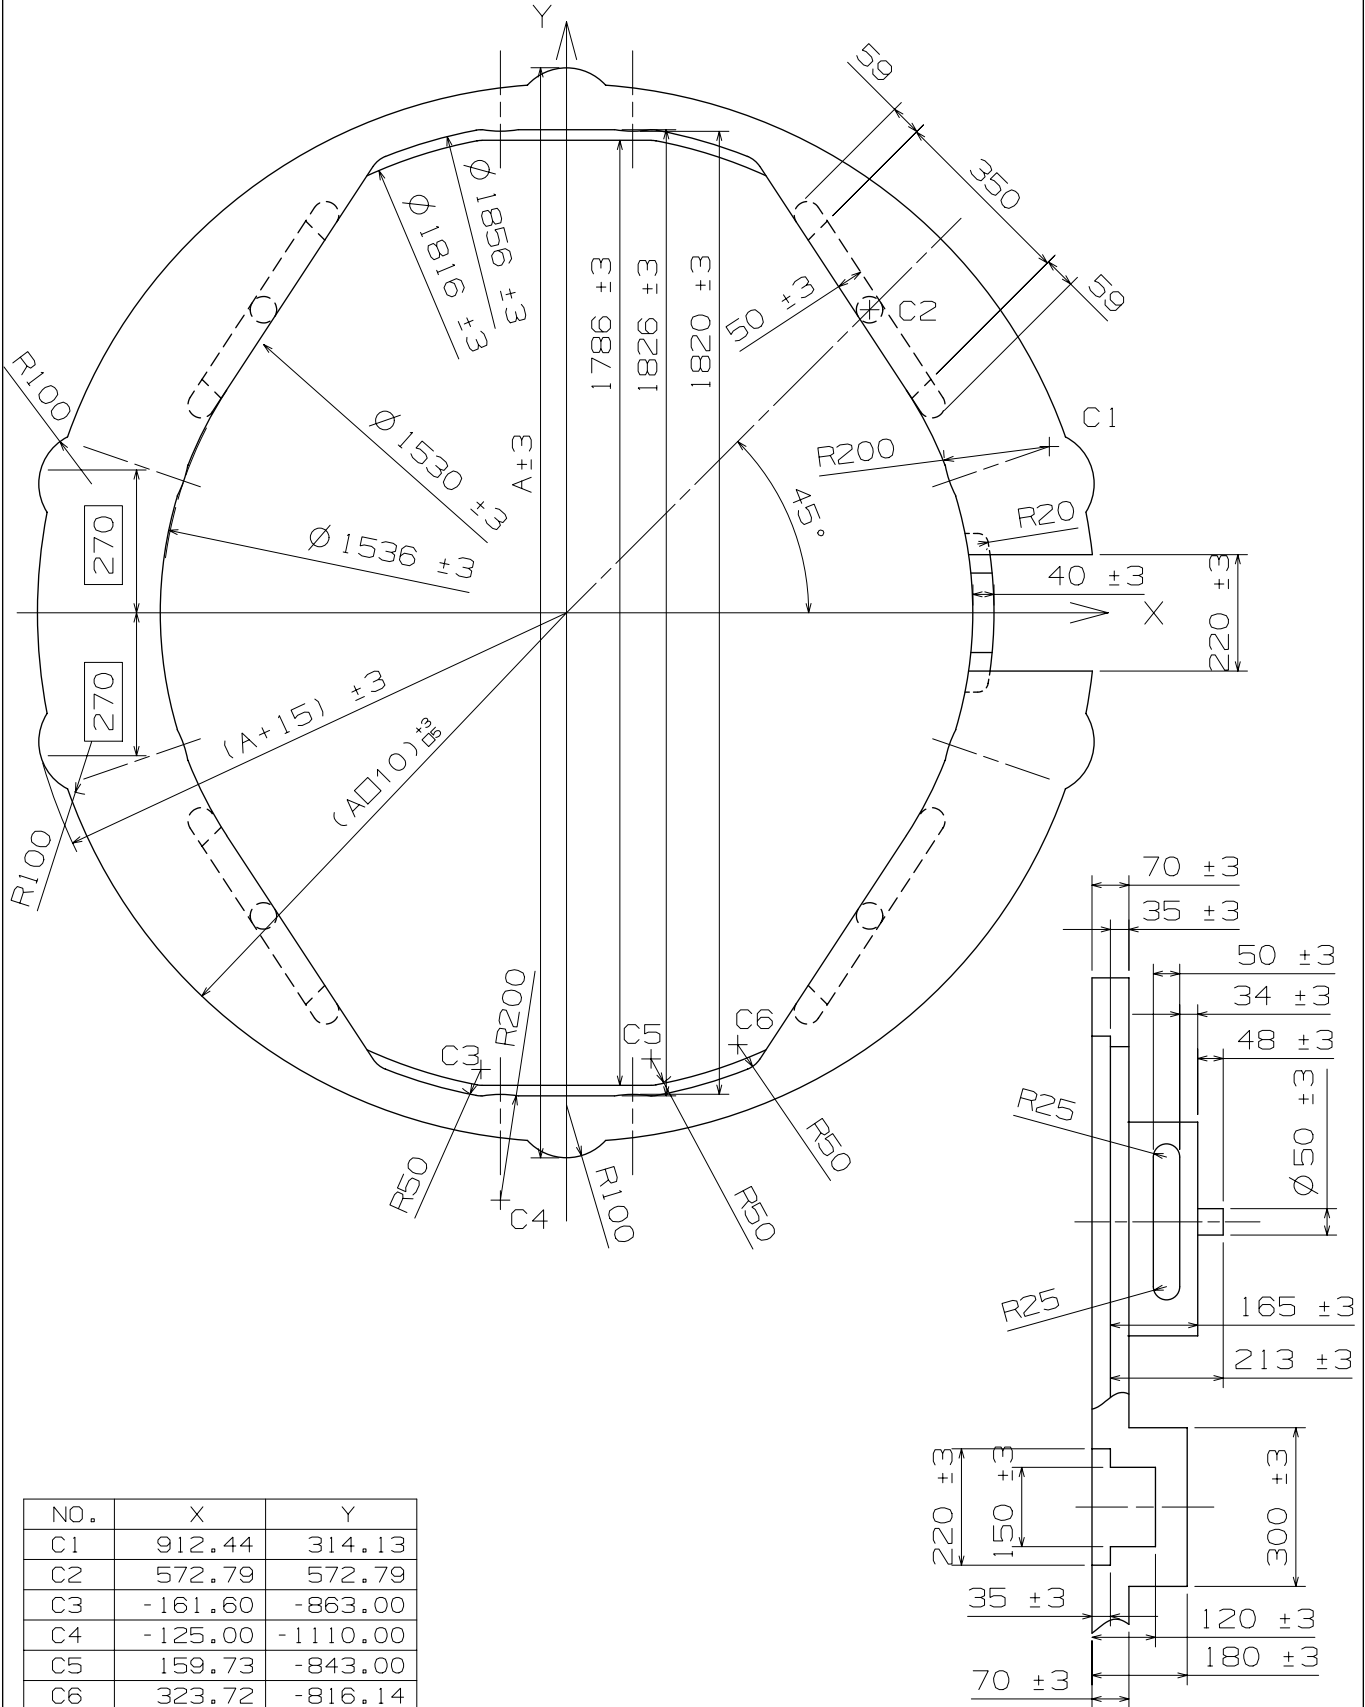 Y
59
350
59
Ø1856 ±3
Ø1816 ±3
1786 ±3
1826 ±3
1820 ±3
50 ±3
C2
R100
C1
A±3
R200
Ø1530 ±3
45°
R20
270
Ø1536 ±3
40 ±3
220 ±3
X
270
(A+15) ±3
(A□10)
R100
70 ±3
35 ±3
50 ±3
34 ±3
48 ±3
R200
C3
C5
C6
R25
Ø50 ±3
R50
R50
C4
R100
R50
R25
165 ±3
213 ±3
220 ±3
150 ±3
300 ±3
35 ±3
120 ±3
180 ±3
70 ±3
NO. X Y
C1 912.44 314.13
C2 572.79 572.79
C3 -161.60 -863.00
C4 -125.00 -1110.00
C5 159.73 -843.00
C6 323.72 -816.14